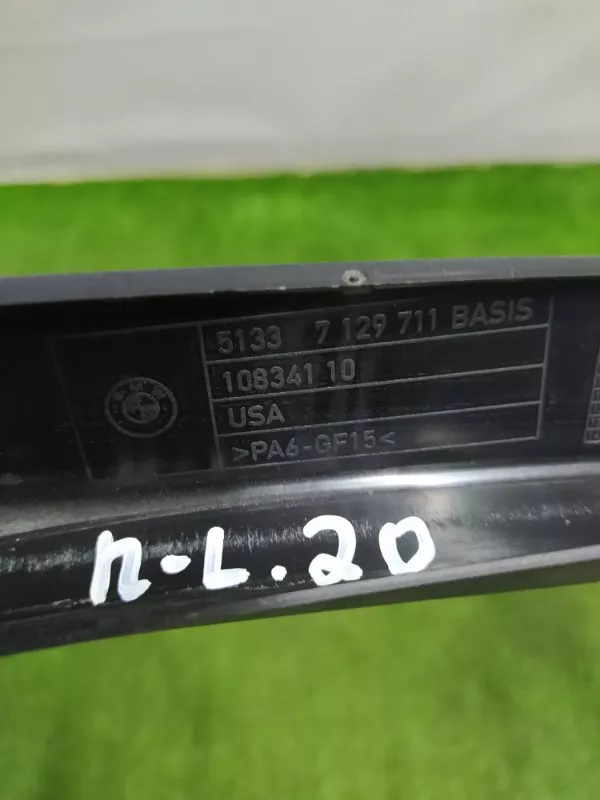 5133 7 129 711 BASIS
108341 10
USA
>PA6-GF15<
n-L.20